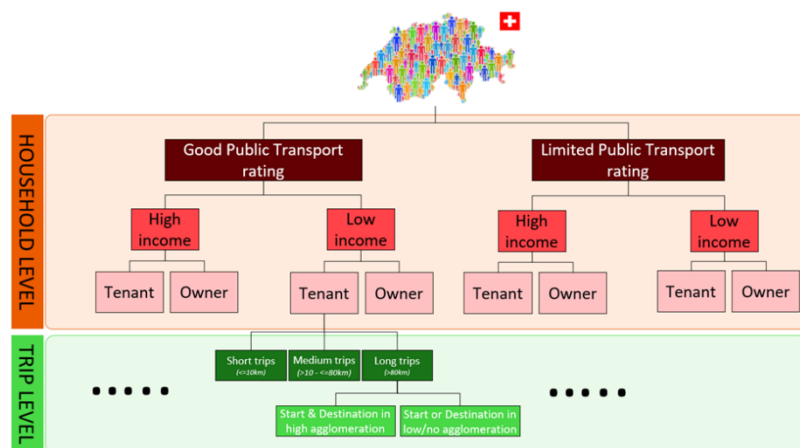 HOUSEHOLD LEVEL
Good Public Transport
rating
Limited Public Transport
rating
High
income
Low
income
High
income
Low
income
Tenant
Owner
Tenant
Owner
Tenant
Owner
Tenant
Owner
TRIP LEVEL
Short trips
(<=10km)
Medium trips
(>10 - <=80km)
Long trips
(>80km)
Start & Destination in
high agglomeration
Start or Destination in
low/no agglomeration